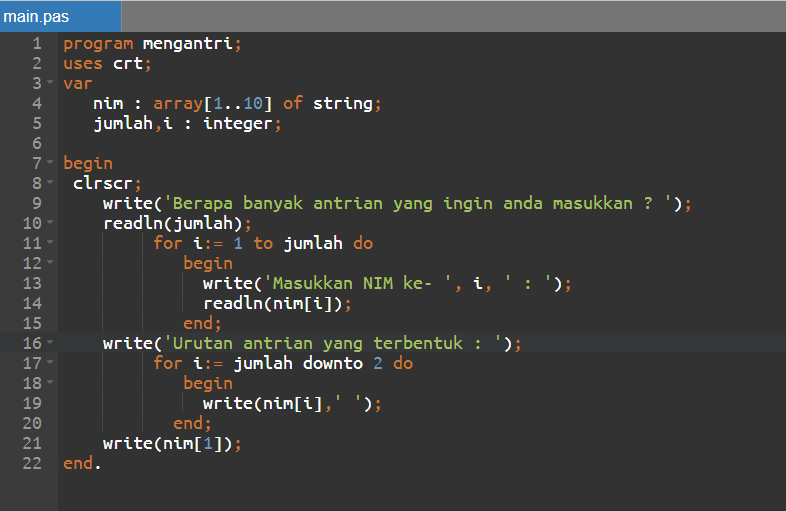 main.pas
1 program mengantri;
2 uses crt;
3 var
4 nim : array[1..10] of string;
5 jumlah,i : integer;
6
7 begin
8 clrscr;
9 write('Berapa banyak antrian yang ingin anda masukkan ? ');
10 readln(jumlah);
11 for i:= 1 to jumlah do
12 begin
13 write('Masukkan NIM ke- ', i, ' : ');
14 readln(nim[i]);
15 end;
16 write('Urutan antrian yang terbentuk : ');
17 for i:= jumlah downto 2 do
18 begin
19 write(nim[i],' ');
20 end;
21 write(nim[1]);
22 end.